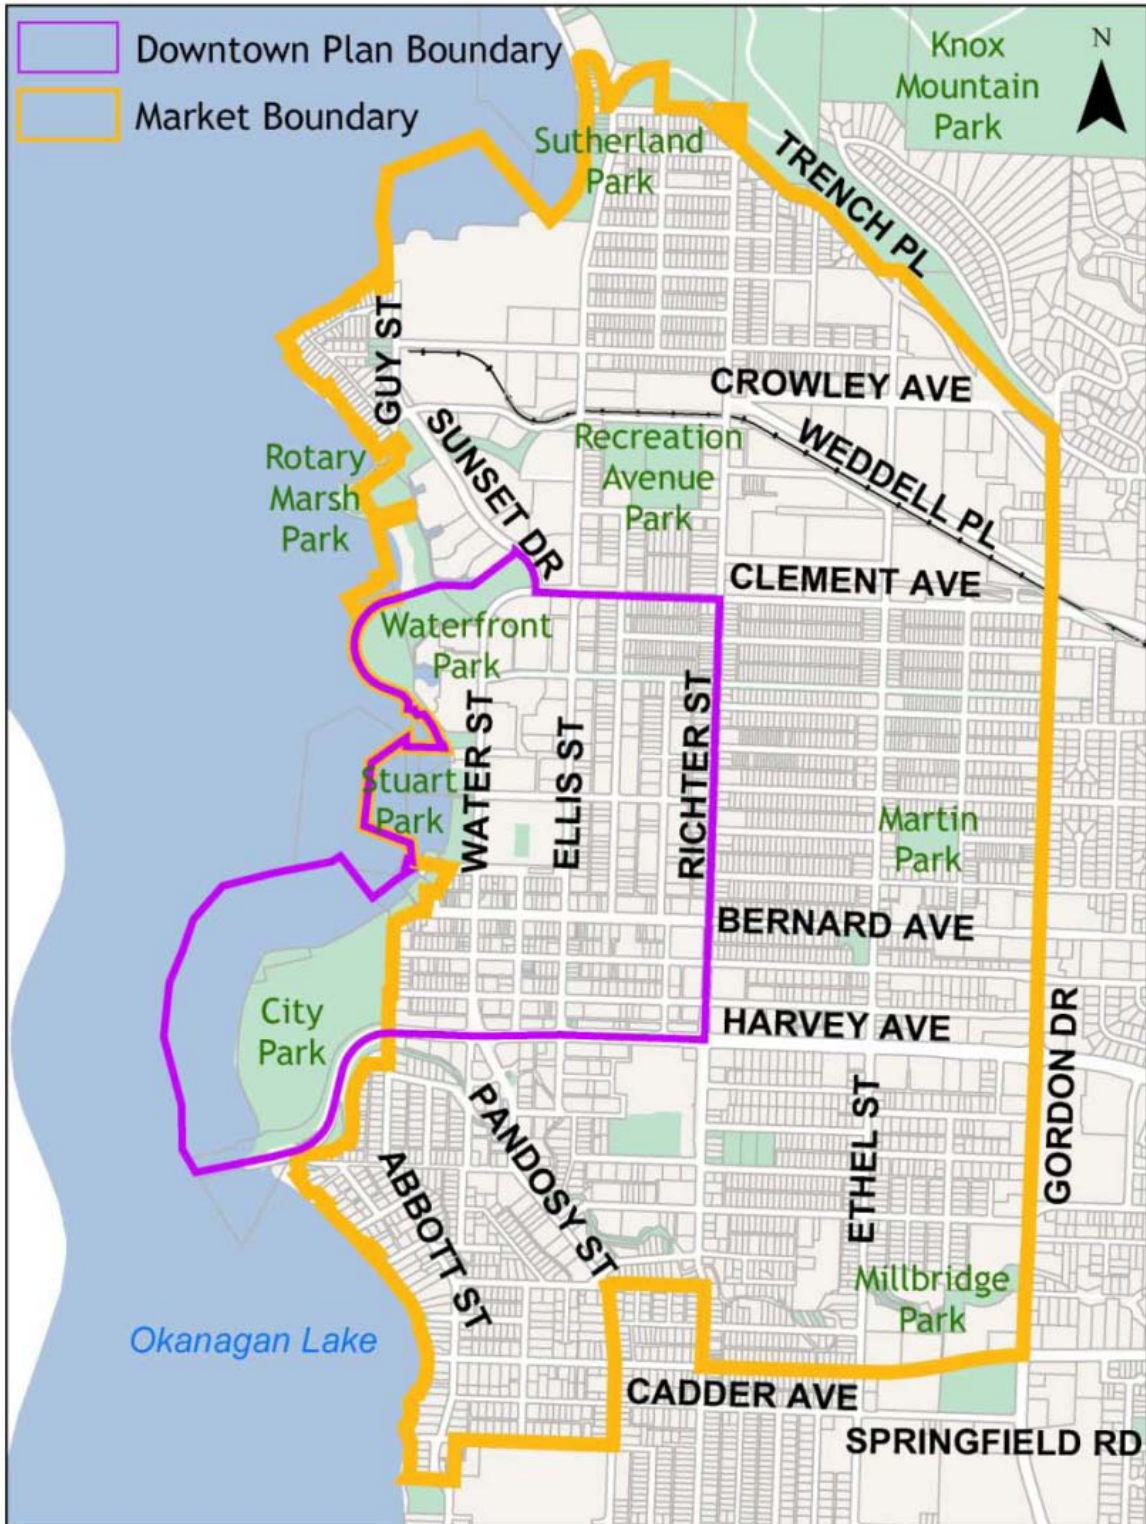 Downtown Plan Boundary
Market Boundary
N
Knox
Mountain
Park
Sutherland
Park
TRENCH PL
GUY ST
CROWLEY AVE
SUNSET DR
Recreation
Avenue
Park
WEDDELL PL
Rotary
Marsh
Park
CLEMENT AVE
Waterfront
Park
WATER ST
ELLIS ST
RICHTER ST
Stuart
Park
Martin
Park
BERNARD AVE
City
Park
HARVEY AVE
GORDON DR
PANDOSY ST
ETHEL ST
ABBOTT ST
Millbridge
Park
Okanagan Lake
CADDER AVE
SPRINGFIELD RD